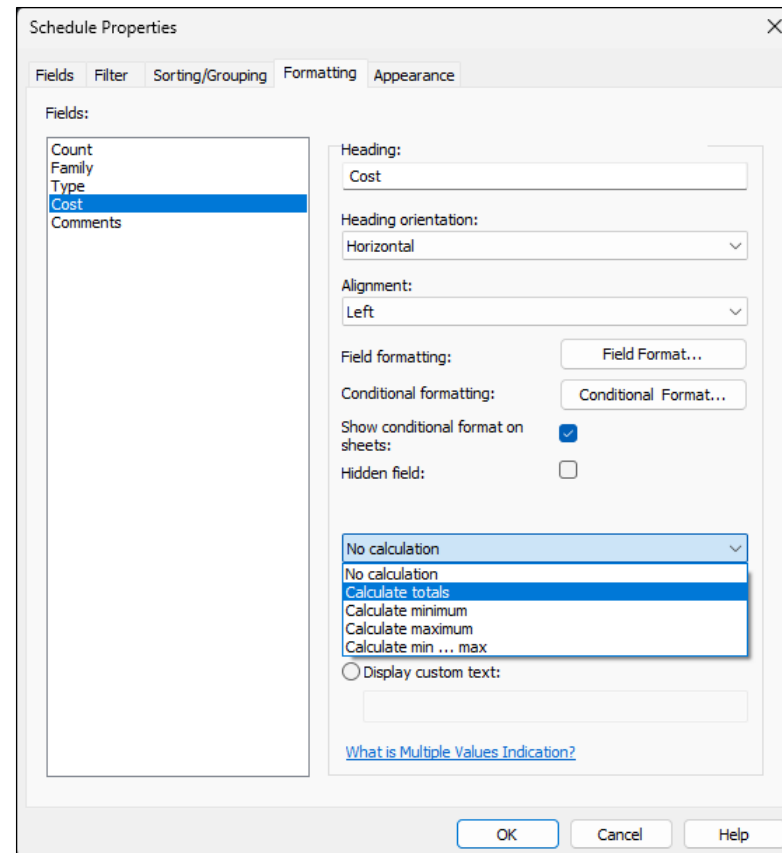 Schedule Properties
Fields Filter Sorting/Grouping Formatting Appearance
Fields:
Count
Family
Type
Cost
Comments
Heading:
Cost
Heading orientation:
Horizontal
Alignment:
Left
Field formatting:
Field Format...
Conditional formatting:
Conditional Format...
Show conditional format on
sheets:
Hidden field:
No calculation
No calculation
Calculate totals
Calculate minimum
Calculate maximum
Calculate min ... max
Display custom text:
What is Multiple Values Indication?
OK Cancel Help